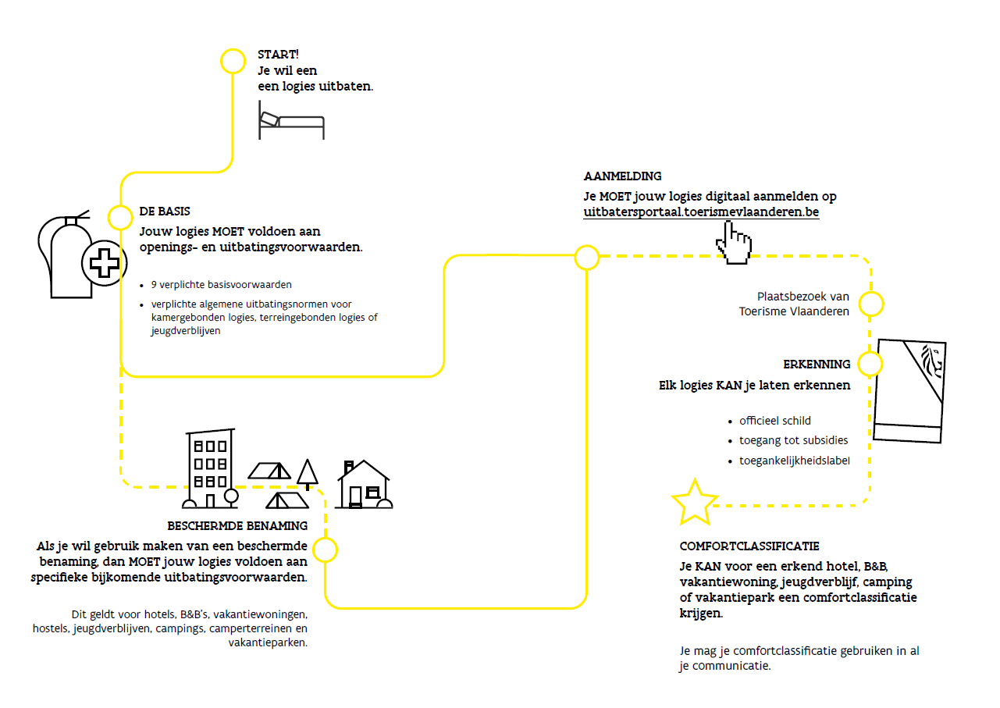 START!
Je wil een
een logies uitbaten.
DE BASIS
Jouw logies MOET voldoen aan
openings- en uitbatingsvoorwaarden.
• 9 verplichte basisvoorwaarden
• verplichte algemene uitbatingsnormen voor
kamergebonden logies, terreingebonden logies of
jeugdverblijven
BESCHERMDE BENAMING
Als je wil gebruik maken van een beschermde
benaming, dan MOET jouw logies voldoen aan
specifieke bijkomende uitbatingsvoorwaarden.
Dit geldt voor hotels, B&B's, vakantiewoningen,
hostels, jeugdverblijven, campings, camperterreinen en
vakantieparken.
AANMELDING
Je MOET jouw logies digitaal aanmelden op
uitbatersportaal.toerismevlaanderen.be
Plaatsbezoek van
Toerisme Vlaanderen
ERKENNING
Elk logies KAN je laten erkennen
• officieel schild
• toegang tot subsidies
• toegankelijkheidslabel
COMFORTCLASSIFICATIE
Je KAN voor een erkend hotel, B&B,
vakantiewoning, jeugdverblijf, camping
of vakantiepark een comfortclassificatie
krijgen.
Je mag je comfortclassificatie gebruiken in al
je communicatie.